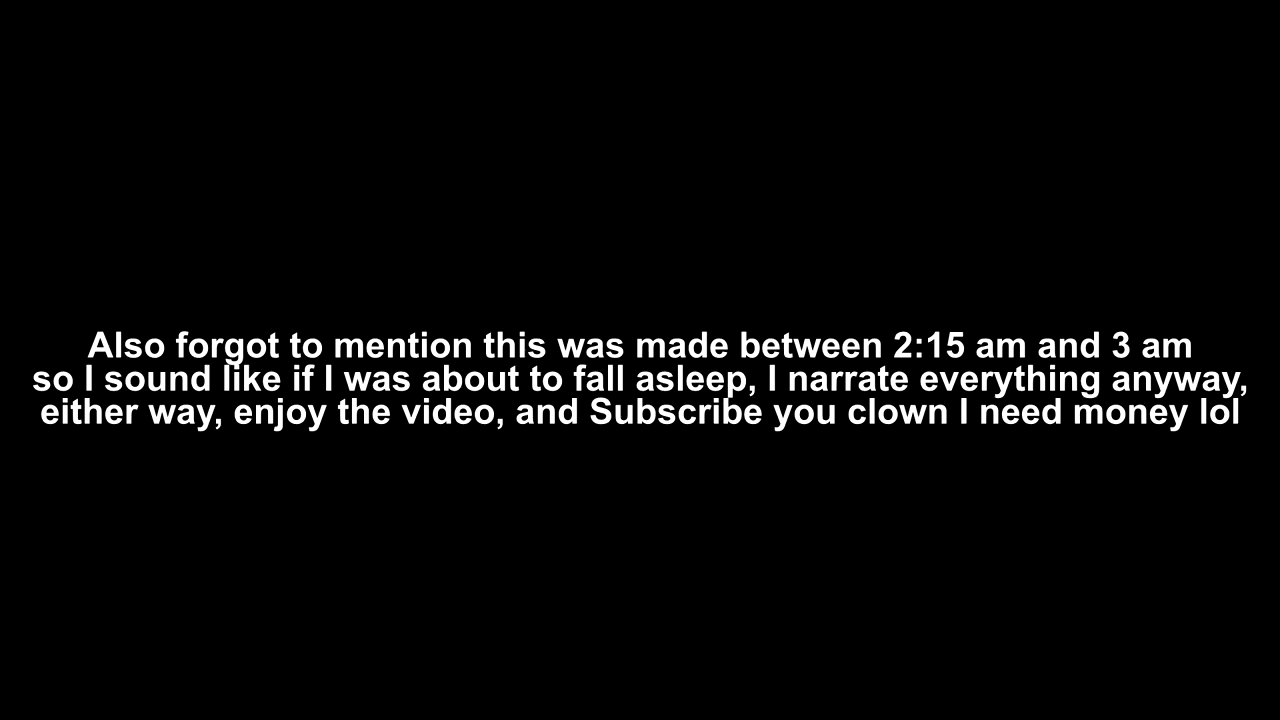 Also forgot to mention this was made between 2:15 am and 3 am
so I sound like if I was about to fall asleep, I narrate everything anyway,
either way, enjoy the video, and Subscribe you clown I need money lol